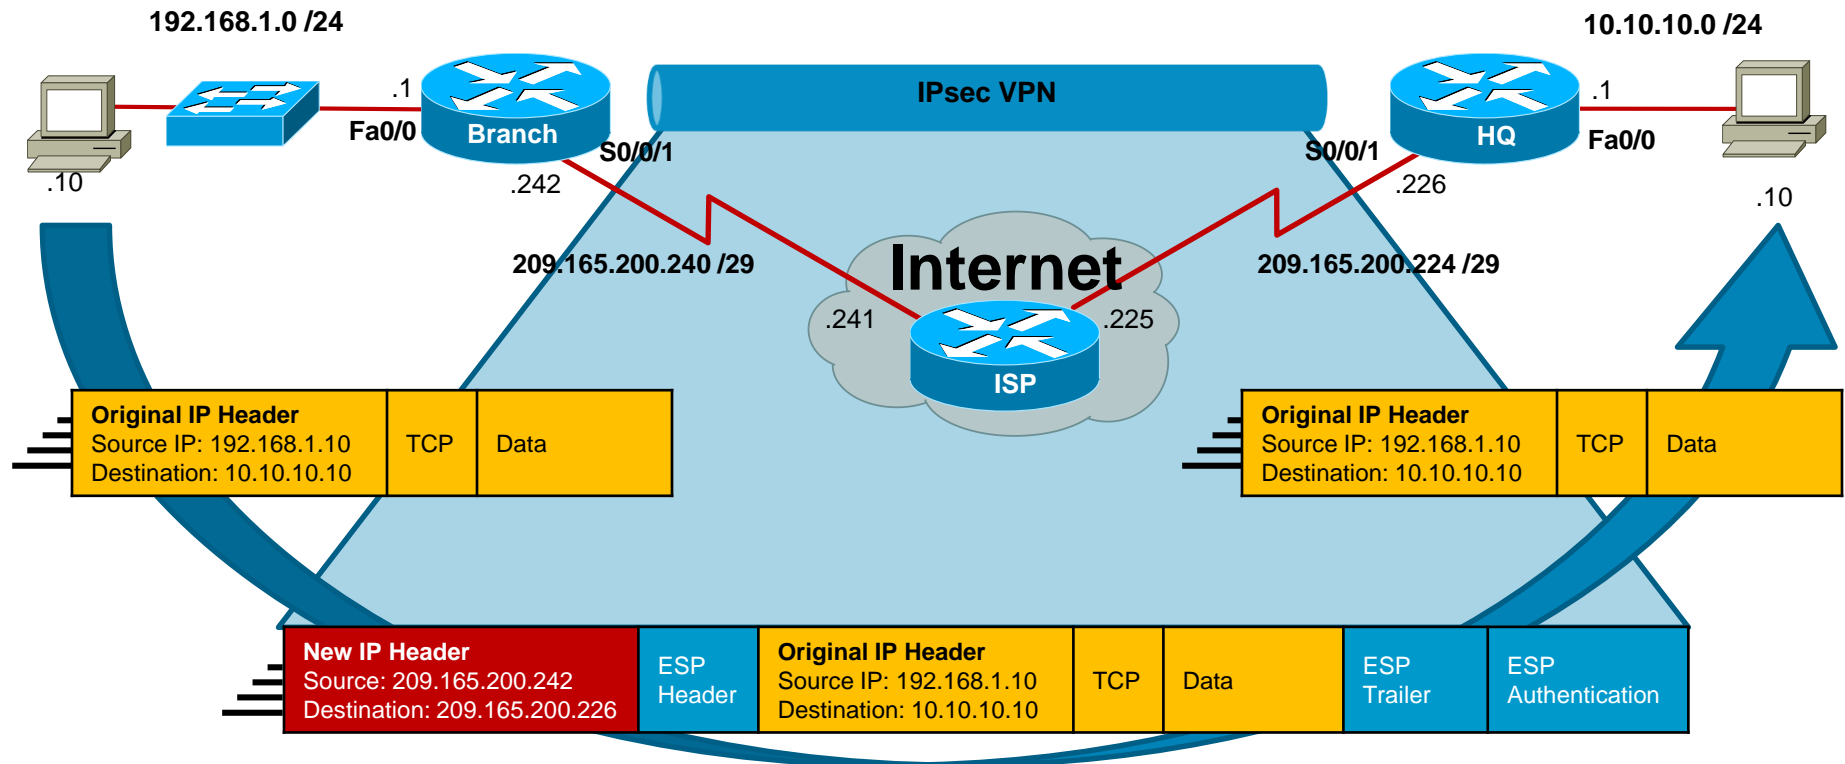 192.168.1.0 /24
10.10.10.0 /24
IPsec VPN
.1
.1
Branch
HQ
Fa0/0
Fa0/0
S0/0/1
S0/0/1
.10
.242
.226
.10
Internet
209.165.200.240 /29
209.165.200.224 /29
.241
.225
ISP
Original IP Header
Source IP: 192.168.1.10
Destination: 10.10.10.10
TCP
Data
Original IP Header
Source IP: 192.168.1.10
Destination: 10.10.10.10
TCP
Data
New IP Header
Source: 209.165.200.242
Destination: 209.165.200.226
ESP
Header
Original IP Header
Source IP: 192.168.1.10
Destination: 10.10.10.10
TCP
Data
ESP
Trailer
ESP
Authentication